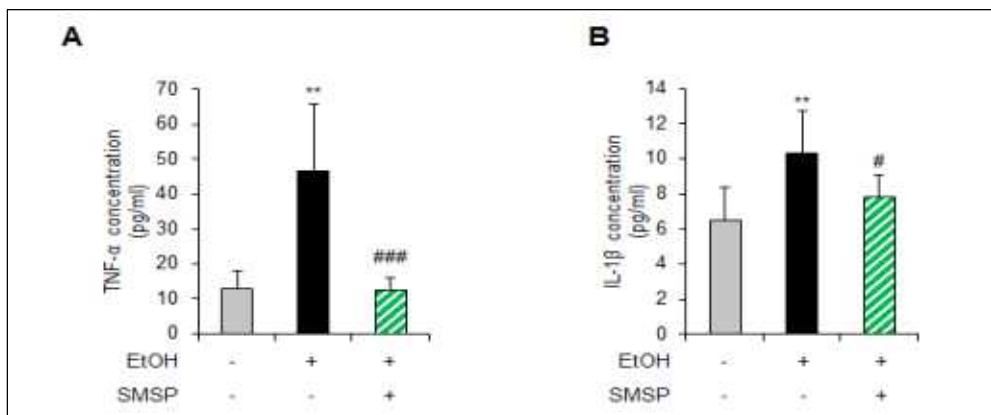 A
TNF-α concentration
(pg/ml)
70
60
50
40
30
20
10
0
**
###
EtOH - + +
SMSP - - +
B
IL-1β concentration
(pg/ml)
14
12
10
8
6
4
2
0
**
#
EtOH - + +
SMSP - - +